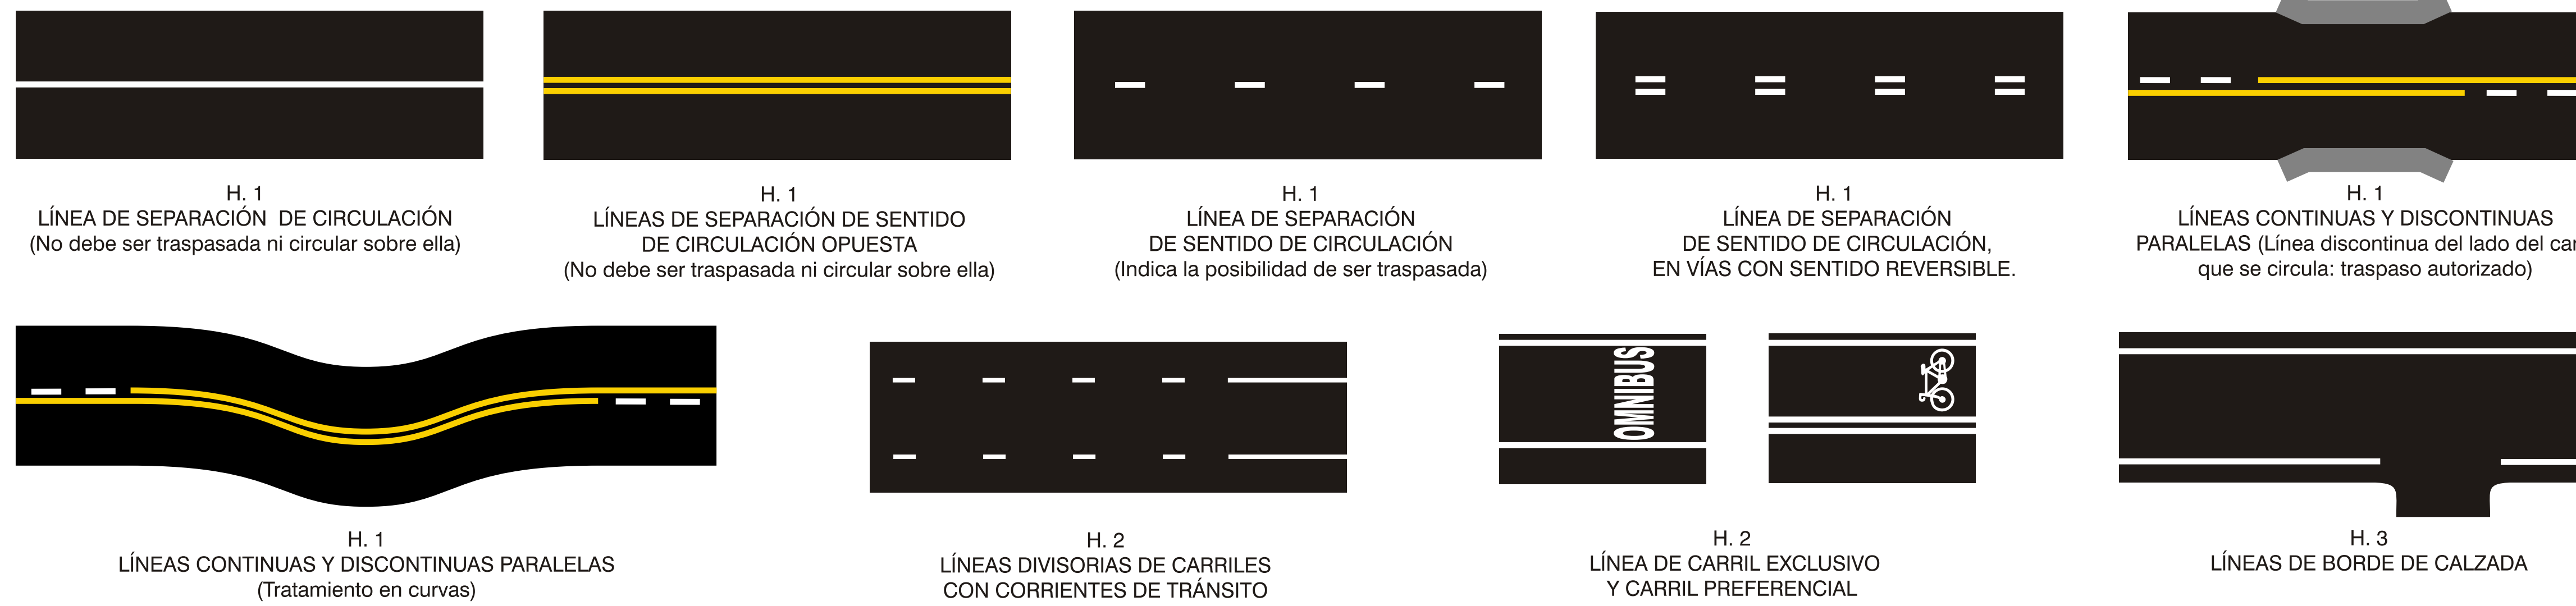 H. 1
LÍNEA DE SEPARACIÓN DE CIRCULACIÓN
(No debe ser traspasada ni circular sobre ella)
H. 1
LÍNEAS DE SEPARACIÓN DE SENTIDO
DE CIRCULACIÓN OPUESTA
(No debe ser traspasada ni circular sobre ella)
H. 1
LÍNEA DE SEPARACIÓN
DE SENTIDO DE CIRCULACIÓN
(Indica la posibilidad de ser traspasada)
H. 1
LÍNEA DE SEPARACIÓN
DE SENTIDO DE CIRCULACIÓN,
EN VÍAS CON SENTIDO REVERSIBLE.
H. 1
LÍNEAS CONTINUAS Y DISCONTINUAS
PARALELAS (Línea discontinua del lado del
que se circula: traspaso autorizado)
H. 1
LÍNEAS CONTINUAS Y DISCONTINUAS PARALELAS
(Tratamiento en curvas)
H. 2
LÍNEAS DIVISORIAS DE CARRILES
CON CORRIENTES DE TRÁNSITO
OMNIBUS
H. 2
LÍNEA DE CARRIL EXCLUSIVO
Y CARRIL PREFERENCIAL
H. 3
LÍNEAS DE BORDE DE CALZADA